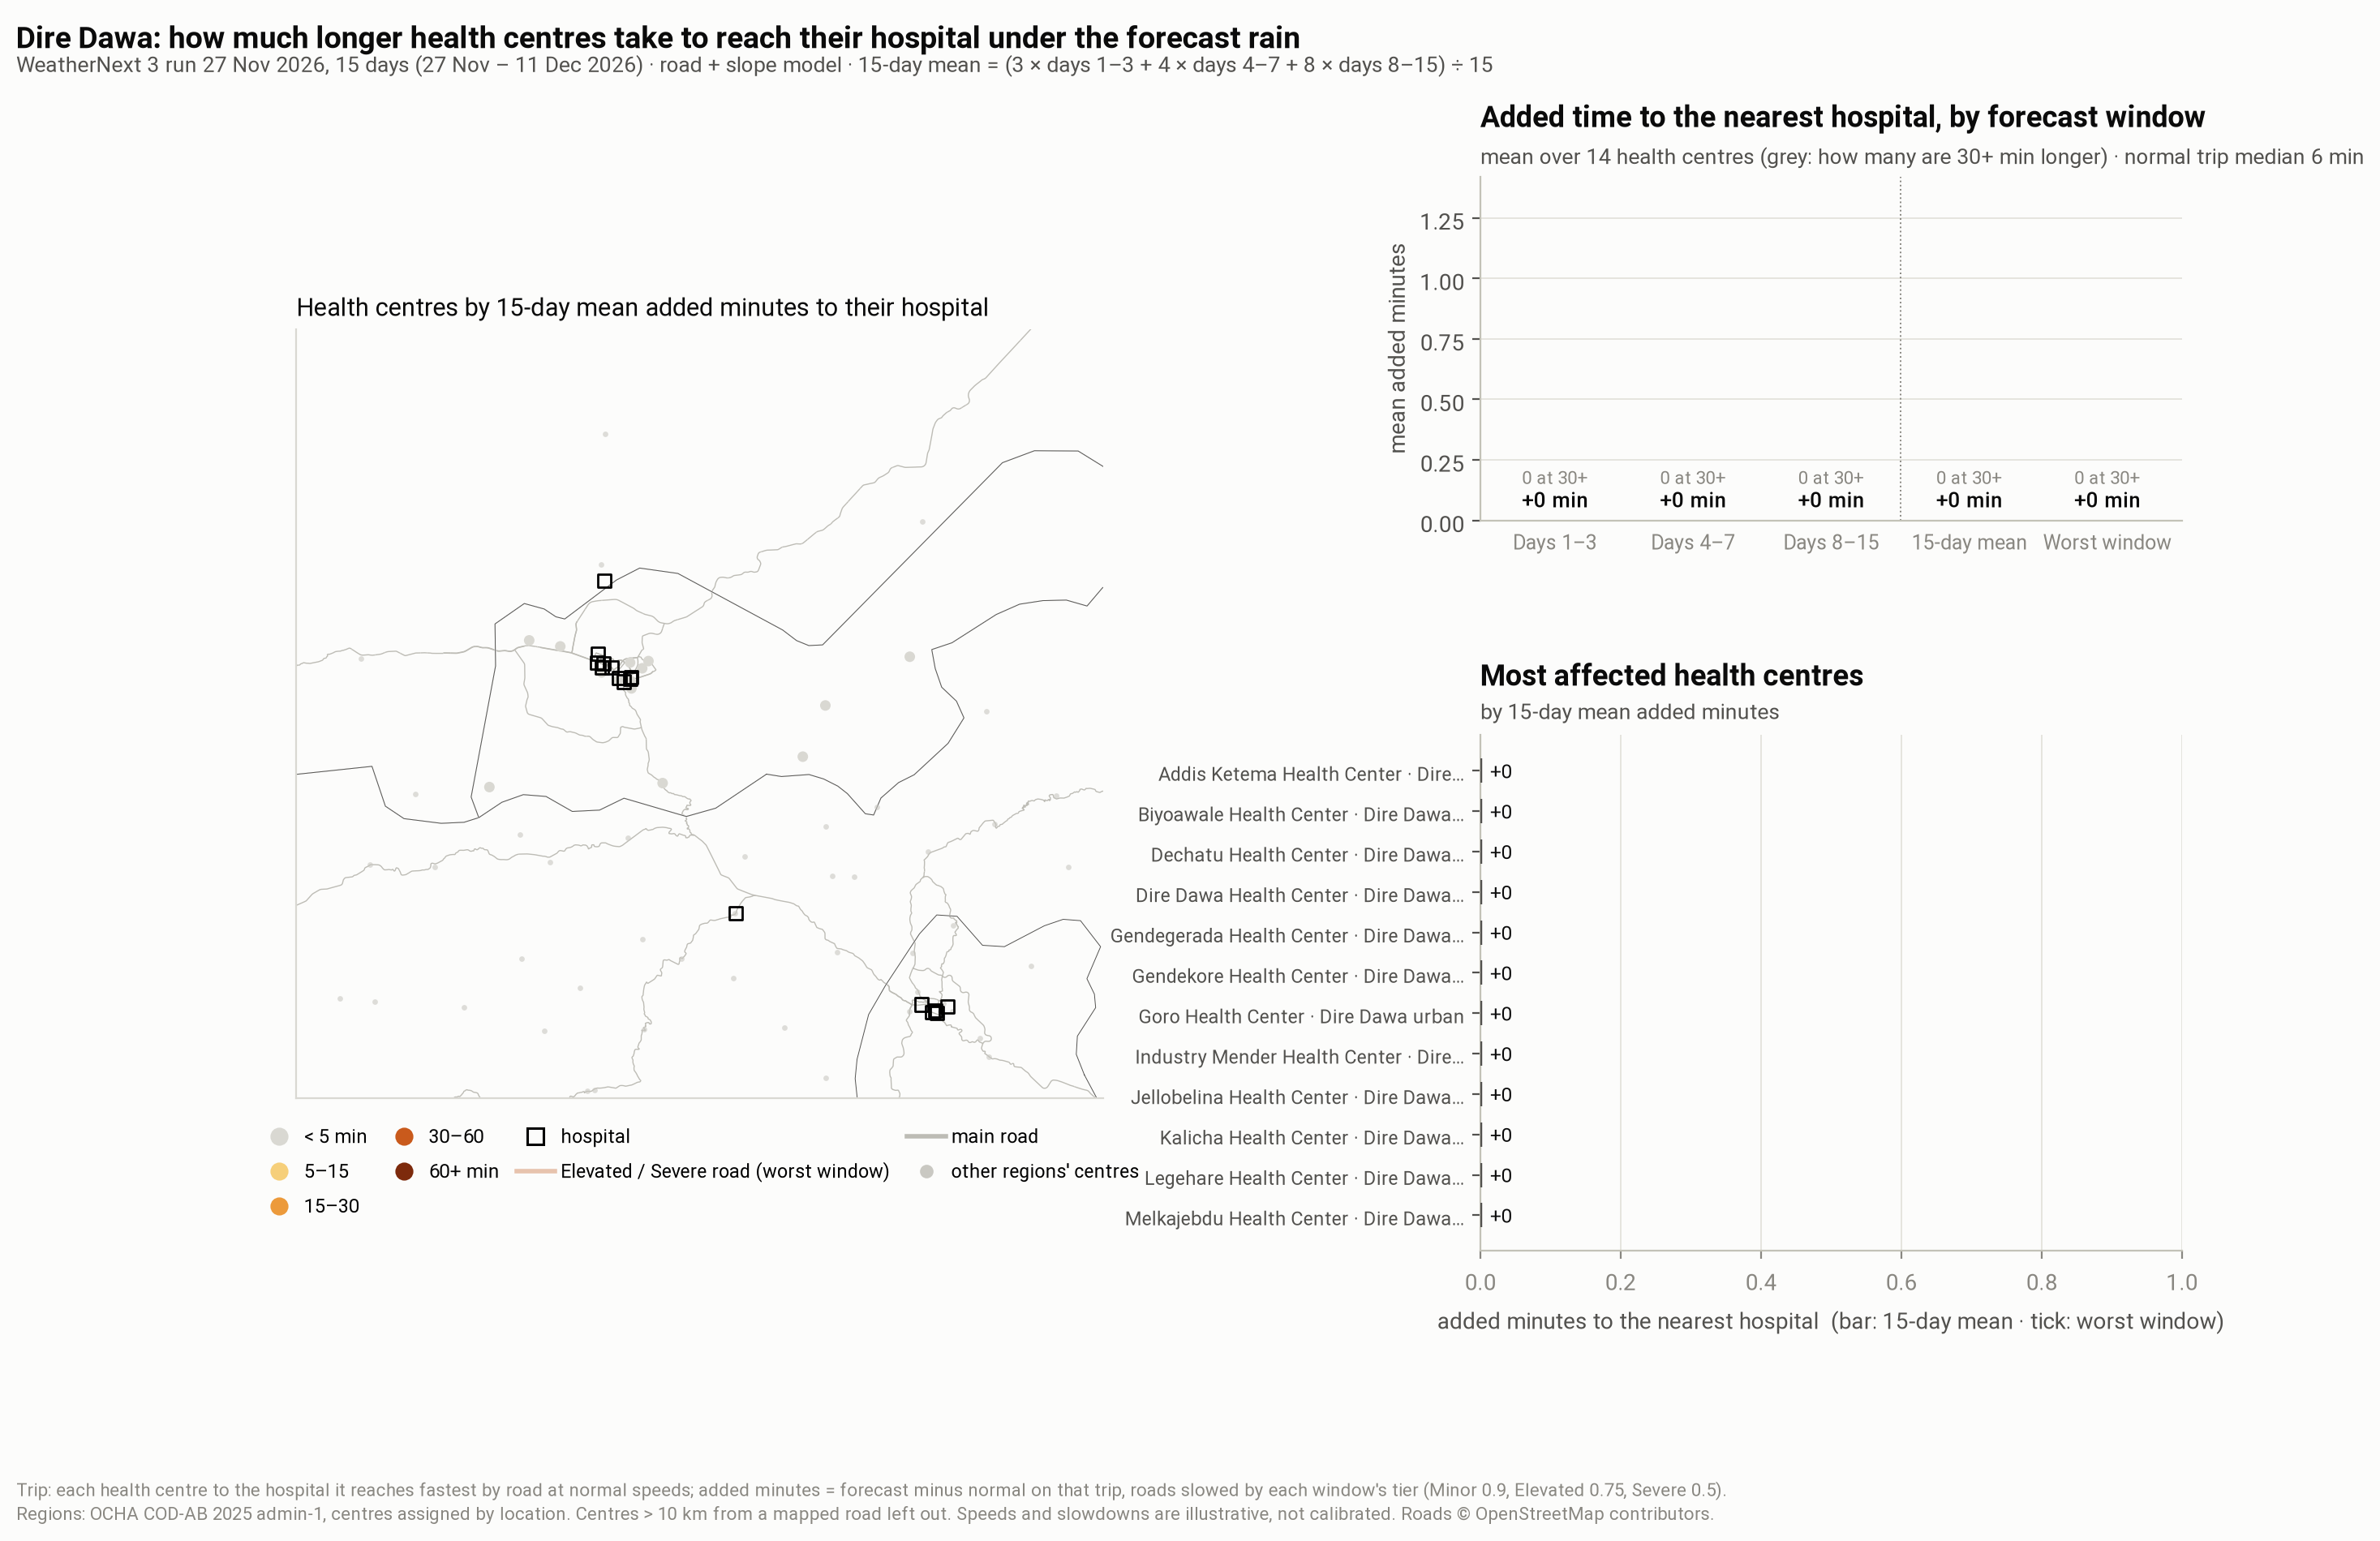 Dire Dawa: how much longer health centres take to reach their hospital under the forecast rain
WeatherNext 3 run 27 Nov 2026, 15 days (27 Nov – 11 Dec 2026) · road + slope model · 15-day mean = (3 × days 1–3 + 4 × days 4–7 + 8 × days 8–15) ÷ 15
Health centres by 15-day mean added minutes to their hospital
< 5 min
5–15
15–30
30–60
60+ min
hospital
Elevated / Severe road (worst window)
main road
other regions' centres
Added time to the nearest hospital, by forecast window
mean over 14 health centres (grey: how many are 30+ min longer) · normal trip median 6 min
mean added minutes
1.25
1.00
0.75
0.50
0.25
0.00
0 at 30+ 0 at 30+ 0 at 30+ 0 at 30+ 0 at 30+
+0 min +0 min +0 min +0 min +0 min
Days 1–3 Days 4–7 Days 8–15 15-day mean Worst window
Most affected health centres
by 15-day mean added minutes
Addis Ketema Health Center · Dire... +0
Biyoawale Health Center · Dire Dawa... +0
Dechatu Health Center · Dire Dawa... +0
Dire Dawa Health Center · Dire Dawa... +0
Gendegerada Health Center · Dire Dawa... +0
Gendekore Health Center · Dire Dawa... +0
Goro Health Center · Dire Dawa urban +0
Industry Mender Health Center · Dire... +0
Jellobelina Health Center · Dire Dawa... +0
Kalicha Health Center · Dire Dawa... +0
Legehare Health Center · Dire Dawa... +0
Melkajebdu Health Center · Dire Dawa... +0
0.0 0.2 0.4 0.6 0.8 1.0
added minutes to the nearest hospital (bar: 15-day mean · tick: worst window)
Trip: each health centre to the hospital it reaches fastest by road at normal speeds; added minutes = forecast minus normal on that trip, roads slowed by each window's tier (Minor 0.9, Elevated 0.75, Severe 0.5).
Regions: OCHA COD-AB 2025 admin-1, centres assigned by location. Centres > 10 km from a mapped road left out. Speeds and slowdowns are illustrative, not calibrated. Roads © OpenStreetMap contributors.